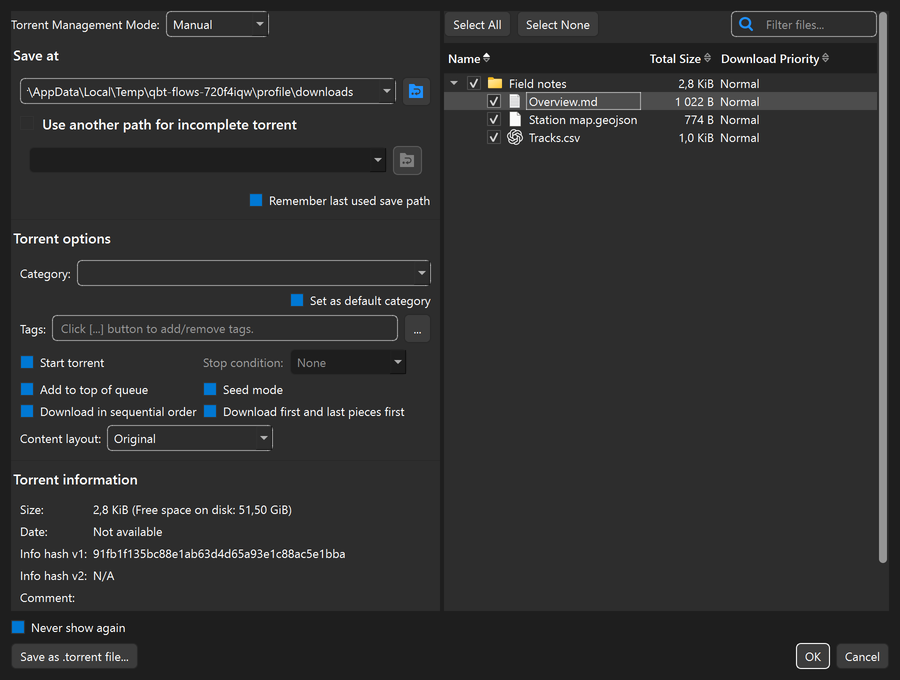 Torrent Management Mode: Manual
Save at
\AppData\Local\Temp\qbt-flows-720f4iqw\profile\downloads
Use another path for incomplete torrent
Remember last used save path
Torrent options
Category:
Set as default category
Tags: Click [...] button to add/remove tags. ...
Start torrent Stop condition: None
Add to top of queue Seed mode
Download in sequential order Download first and last pieces first
Content layout: Original
Torrent information
Size: 2,8 KiB (Free space on disk: 51,50 GiB)
Date: Not available
Info hash v1: 91fb1f135bc88e1ab63d4d65a93e1c88ac5e1bba
Info hash v2: N/A
Comment:
Never show again
Save as .torrent file...
Select All Select None Filter files...
Name Total Size Download Priority
Field notes 2,8 KiB Normal
Overview.md 1 022 B Normal
Station map.geojson 774 B Normal
Tracks.csv 1,0 KiB Normal
OK Cancel